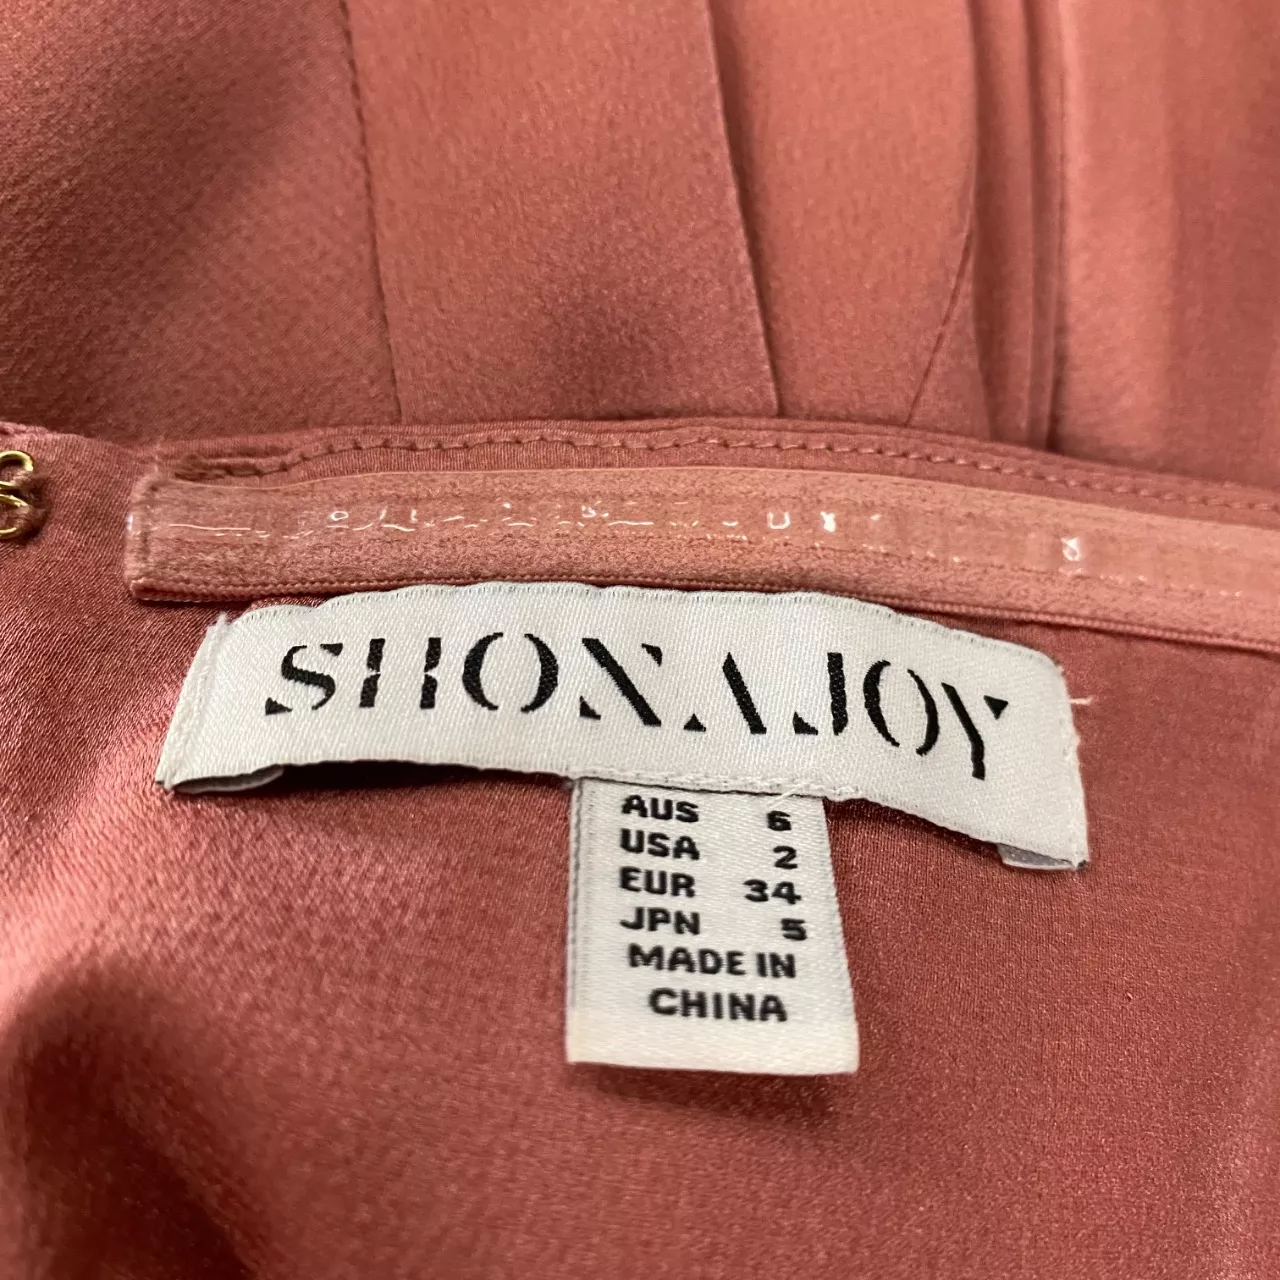 SHONA JOY
AUS 6
USA 2
EUR 34
JPN 5
MADE IN
CHINA